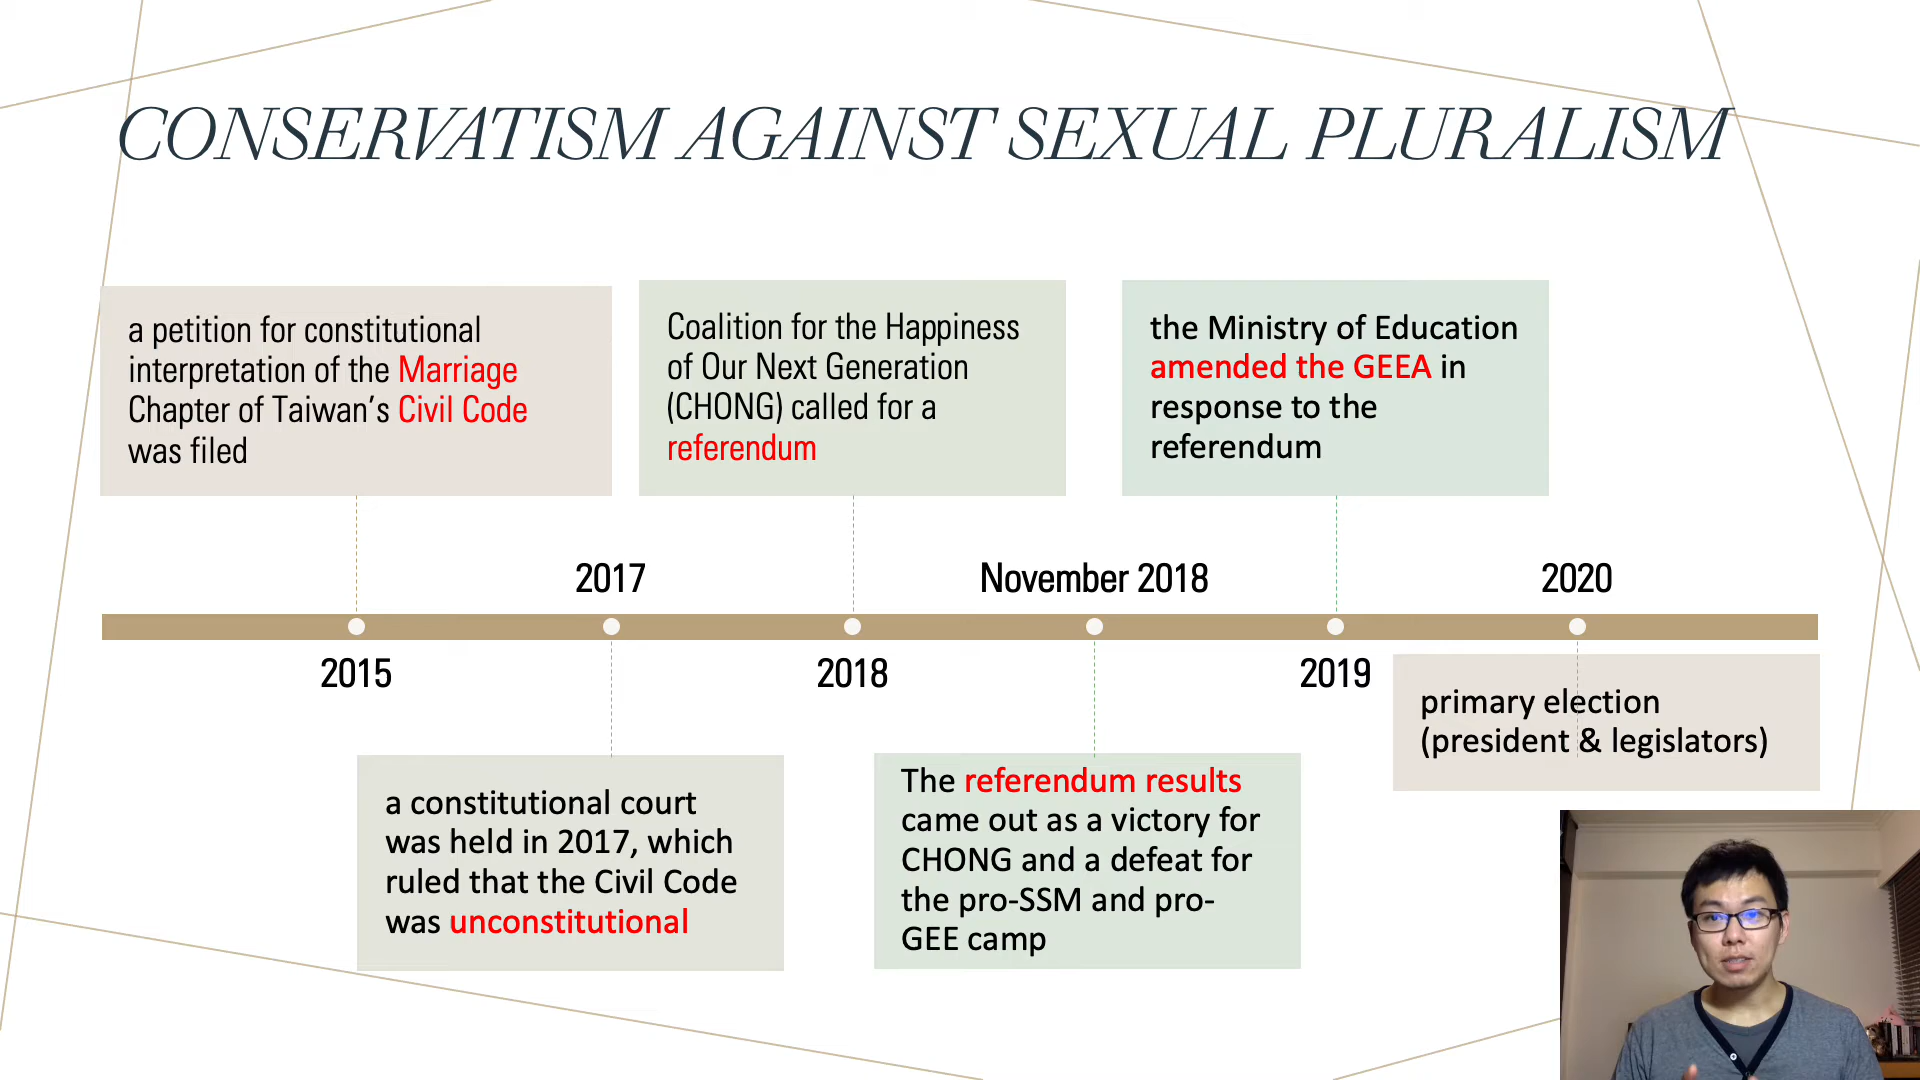 CONSERVATISM AGAINST SEXUAL PLURALISM
a petition for constitutional
interpretation of the Marriage
Chapter of Taiwan's Civil Code
was filed
Coalition for the Happiness
of Our Next Generation
(CHONG) called for a
referendum
the Ministry of Education
amended the GEEA in
response to the
referendum
2017
November 2018
2020
2015
2018
2019
primary election
(president & legislators)
a constitutional court
was held in 2017, which
ruled that the Civil Code
was unconstitutional
The referendum results
came out as a victory for
CHONG and a defeat for
the pro-SSM and pro-
GEE camp